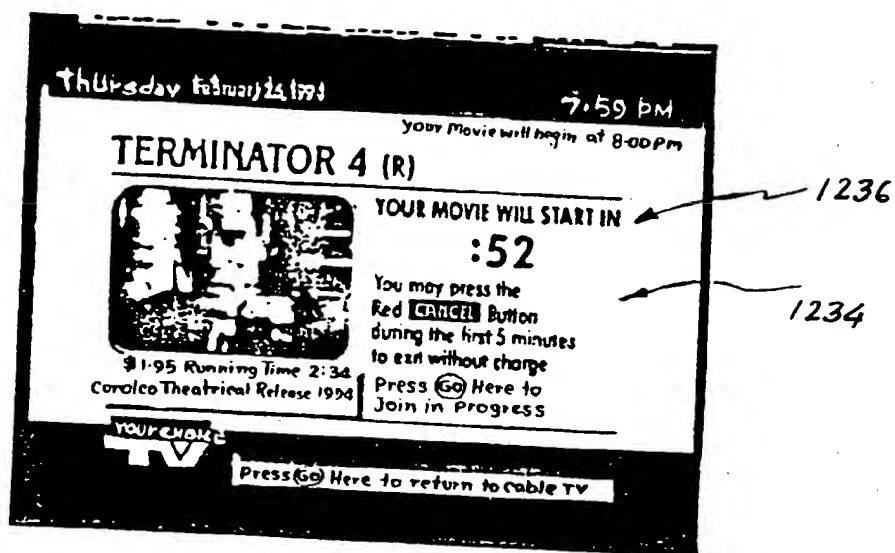 Thursday February
7:59 PM
Your Movie will begin at 8:00 PM
TERMINATOR 4 (R)
YOUR MOVIE WILL START IN
:52
You may press the
Red CANCEL Button
during the first 5 minutes
to exit without charge
Press Go Here to
Join in Progress
$1.95 Running Time 2:34
Carolco Theatrical Release 1994
YOUR CHOICE
TV
Press Go Here to return to cable TV
1236
1234